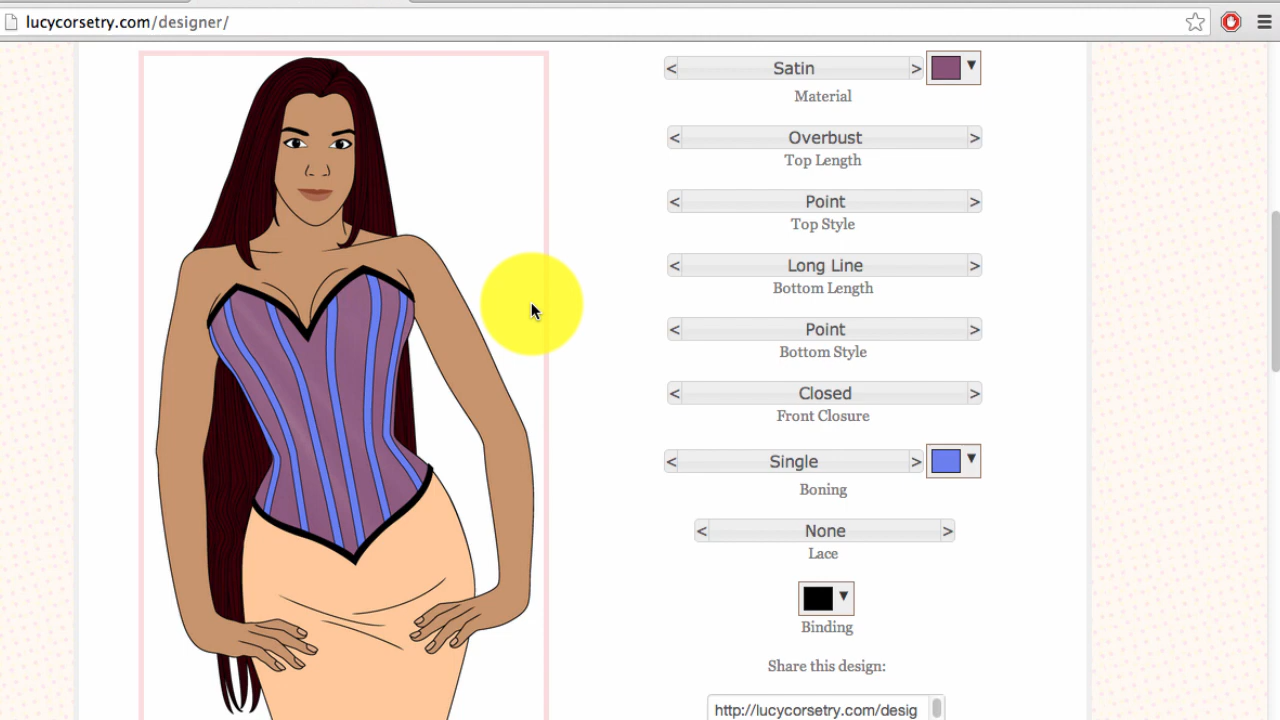 lucycorsetry.com/designer/
< Satin >
Material
< Overbust >
Top Length
< Point >
Top Style
< Long Line >
Bottom Length
< Point >
Bottom Style
< Closed >
Front Closure
< Single >
Boning
< None >
Lace
Binding
Share this design:
http://lucycorsetry.com/desig